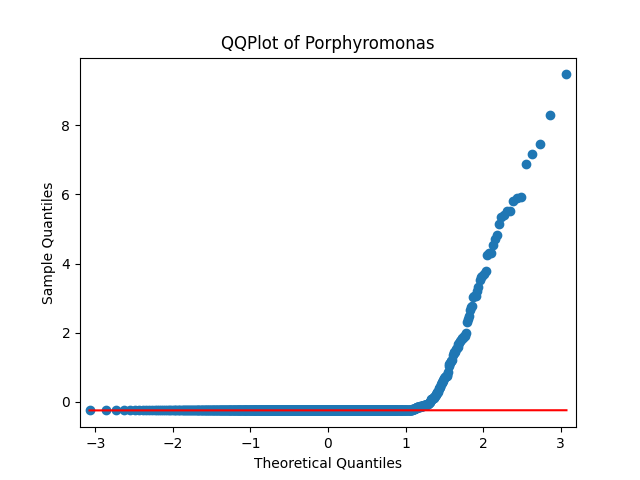 QQPlot of Porphyromonas
Sample Quantiles
8
6
4
2
0
−3 −2 −1 0 1 2 3
Theoretical Quantiles